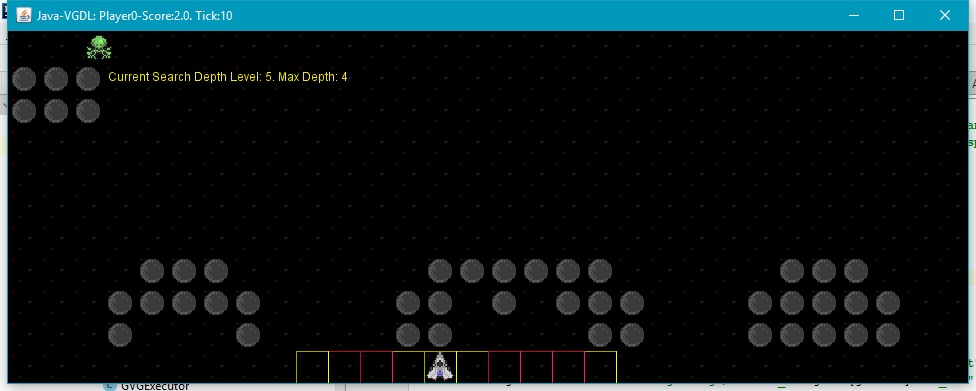 Java-VGDL: Player0-Score:2.0. Tick:10
Current Search Depth Level: 5. Max Depth: 4
GVGExecutor